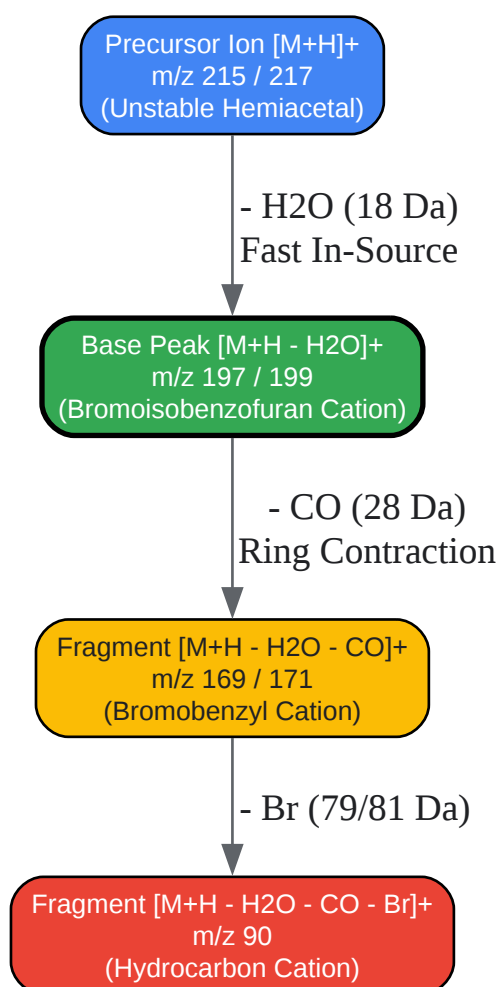 Precursor Ion [M+H]+
m/z 215 / 217
(Unstable Hemiacetal)
- H2O (18 Da)
Fast In-Source
Base Peak [M+H - H2O]+
m/z 197 / 199
(Bromoisobenzofuran Cation)
- CO (28 Da)
Ring Contraction
Fragment [M+H - H2O - CO]+
m/z 169 / 171
(Bromobenzyl Cation)
- Br (79/81 Da)
Fragment [M+H - H2O - CO - Br]+
m/z 90
(Hydrocarbon Cation)